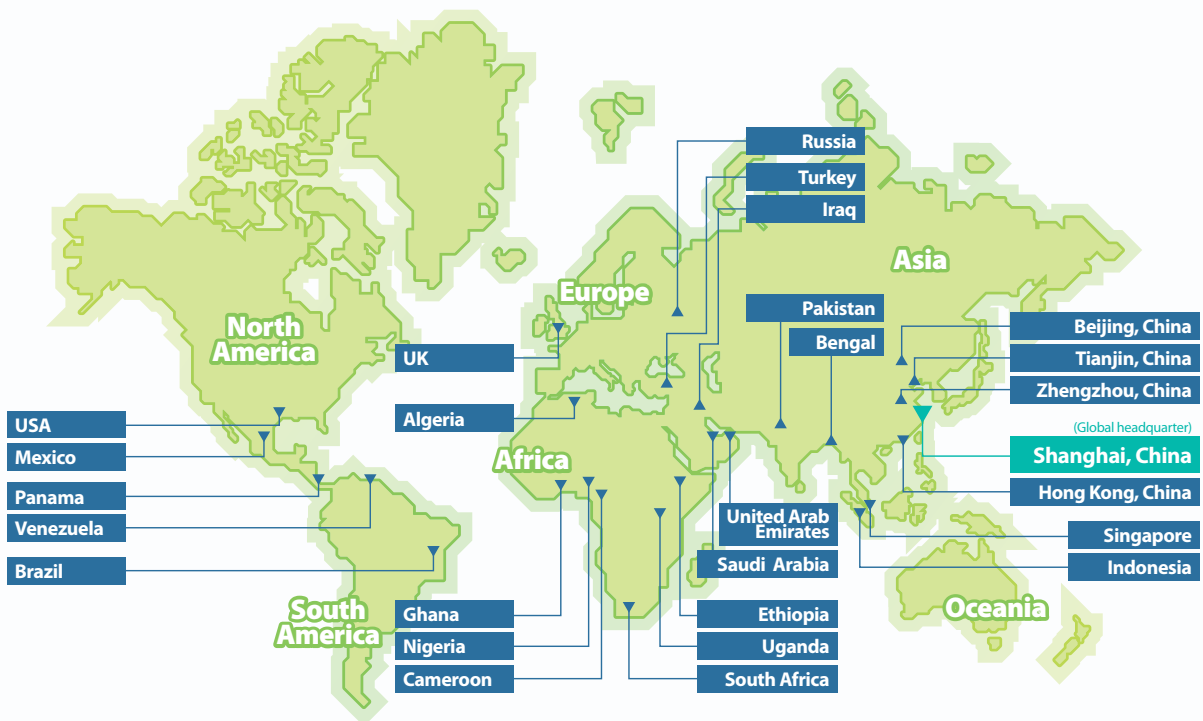 Russia
Turkey
Iraq
Asia
Europe
Pakistan
Bengal
North
America
UK
Beijing, China
Tianjin, China
Zhengzhou, China
Algeria
USA
Mexico
(Global headquarter)
Shanghai, China
Africa
Panama
Hong Kong, China
Venezuela
United Arab
Emirates
Singapore
Brazil
Saudi Arabia
Indonesia
South
America
Oceania
Ghana
Ethiopia
Nigeria
Uganda
Cameroon
South Africa